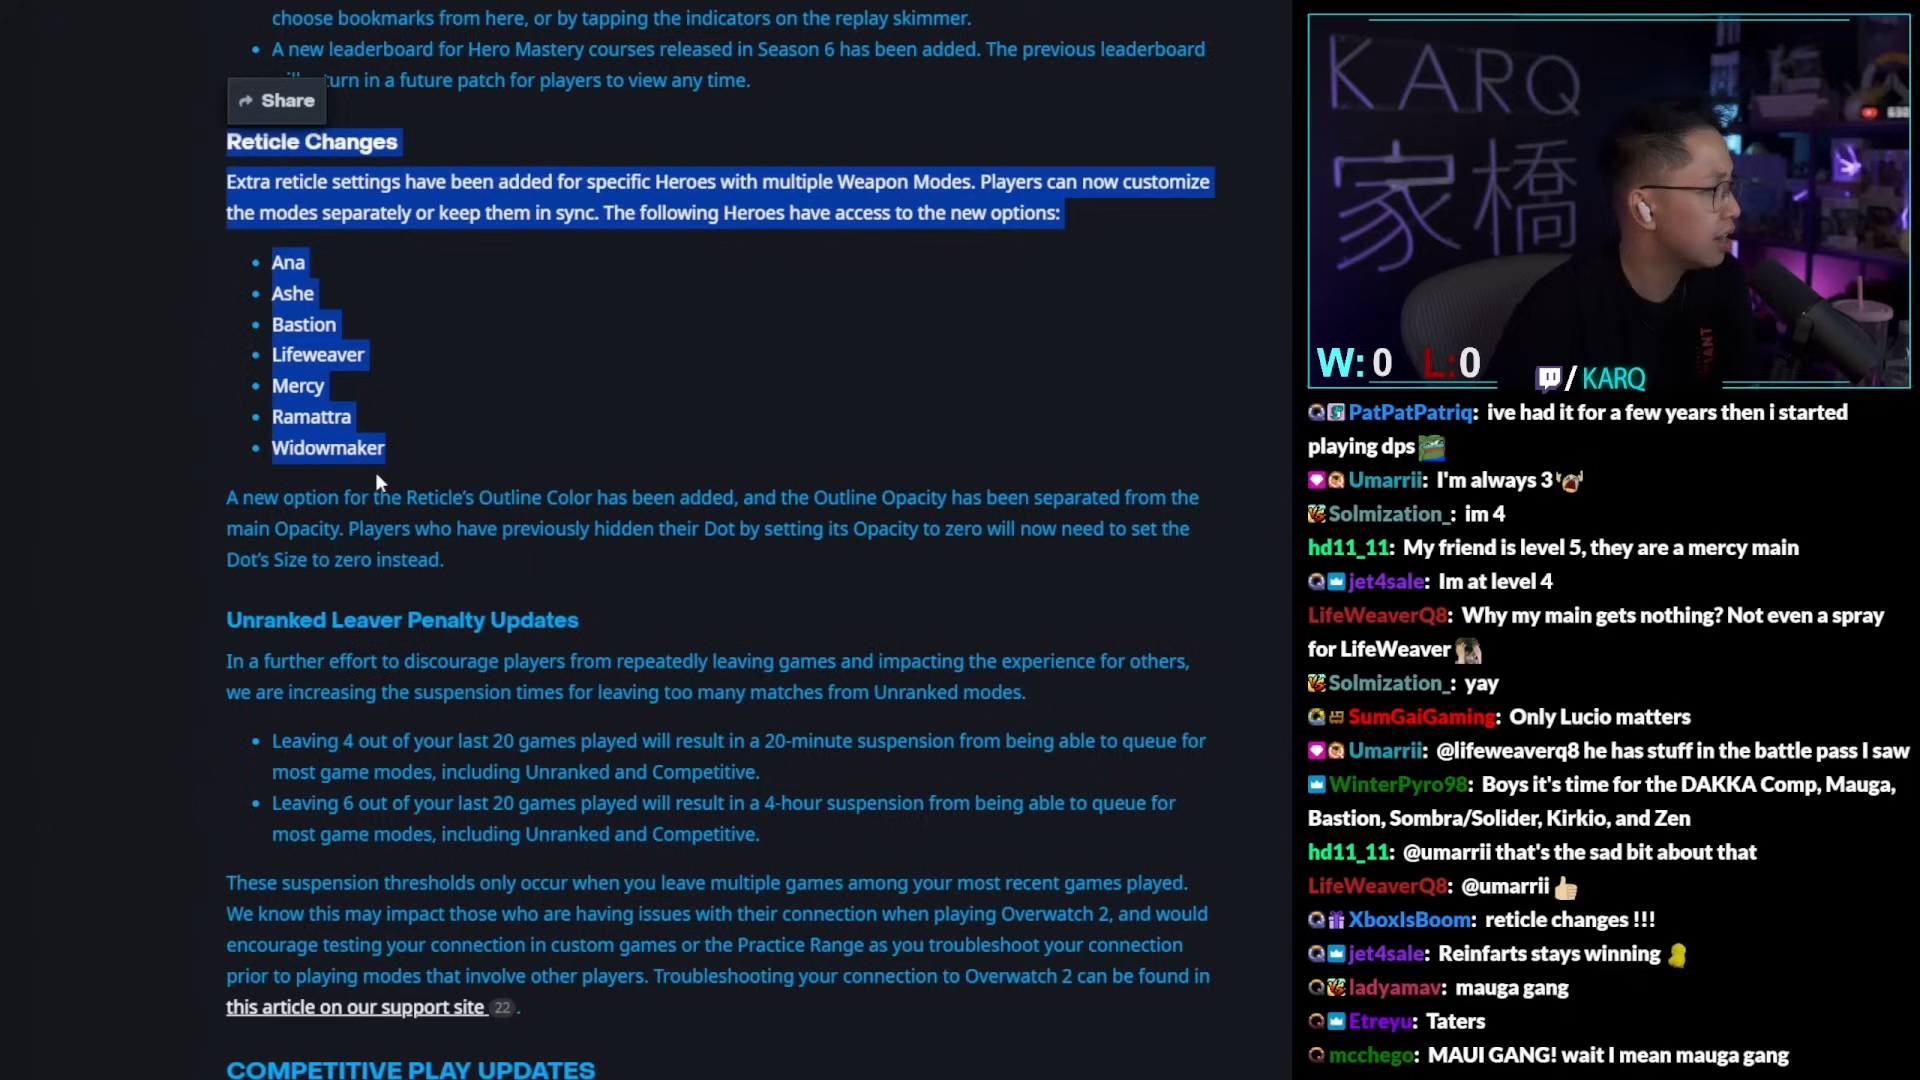 choose bookmarks from here, or by tapping the indicators on the replay skimmer.
• A new leaderboard for Hero Mastery courses released in Season 6 has been added. The previous leaderboard
turn in a future patch for players to view any time.
Share
Reticle Changes
Extra reticle settings have been added for specific Heroes with multiple Weapon Modes. Players can now customize
the modes separately or keep them in sync. The following Heroes have access to the new options:
• Ana
• Ashe
• Bastion
• Lifeweaver
• Mercy
• Ramattra
• Widowmaker
A new option for the Reticle's Outline Color has been added, and the Outline Opacity has been separated from the
main Opacity. Players who have previously hidden their Dot by setting its Opacity to zero will now need to set the
Dot's Size to zero instead.
Unranked Leaver Penalty Updates
In a further effort to discourage players from repeatedly leaving games and impacting the experience for others,
we are increasing the suspension times for leaving too many matches from Unranked modes.
• Leaving 4 out of your last 20 games played will result in a 20-minute suspension from being able to queue for
most game modes, including Unranked and Competitive.
• Leaving 6 out of your last 20 games played will result in a 4-hour suspension from being able to queue for
most game modes, including Unranked and Competitive.
These suspension thresholds only occur when you leave multiple games among your most recent games played.
We know this may impact those who are having issues with their connection when playing Overwatch 2, and would
encourage testing your connection in custom games or the Practice Range as you troubleshoot your connection
prior to playing modes that involve other players. Troubleshooting your connection to Overwatch 2 can be found in
this article on our support site 22 .
COMPETITIVE PLAY UPDATES
KARQ
家橋
W: 0 L: 0
/ KARQ
PatPatPatriq: ive had it for a few years then i started
playing dps
Umarrii: I'm always 3
Solmization_: im 4
hd11_11: My friend is level 5, they are a mercy main
jet4sale: Im at level 4
LifeWeaverQ8: Why my main gets nothing? Not even a spray
for LifeWeaver
Solmization_: yay
SumGaiGaming: Only Lucio matters
Umarrii: @lifeweaverq8 he has stuff in the battle pass I saw
WinterPyro98: Boys it's time for the DAKKA Comp, Mauga,
Bastion, Sombra/Solider, Kirkio, and Zen
hd11_11: @umarrii that's the sad bit about that
LifeWeaverQ8: @umarrii
XboxIsBoom: reticle changes !!!
jet4sale: Reinfarts stays winning
ladyamav: mauga gang
Etreyu: Taters
mcchego: MAUI GANG! wait I mean mauga gang